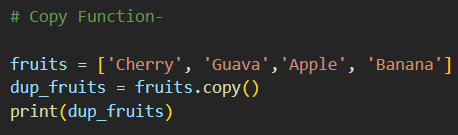 # Copy Function-
fruits = ['Cherry', 'Guava','Apple', 'Banana']
dup_fruits = fruits.copy()
print(dup_fruits)